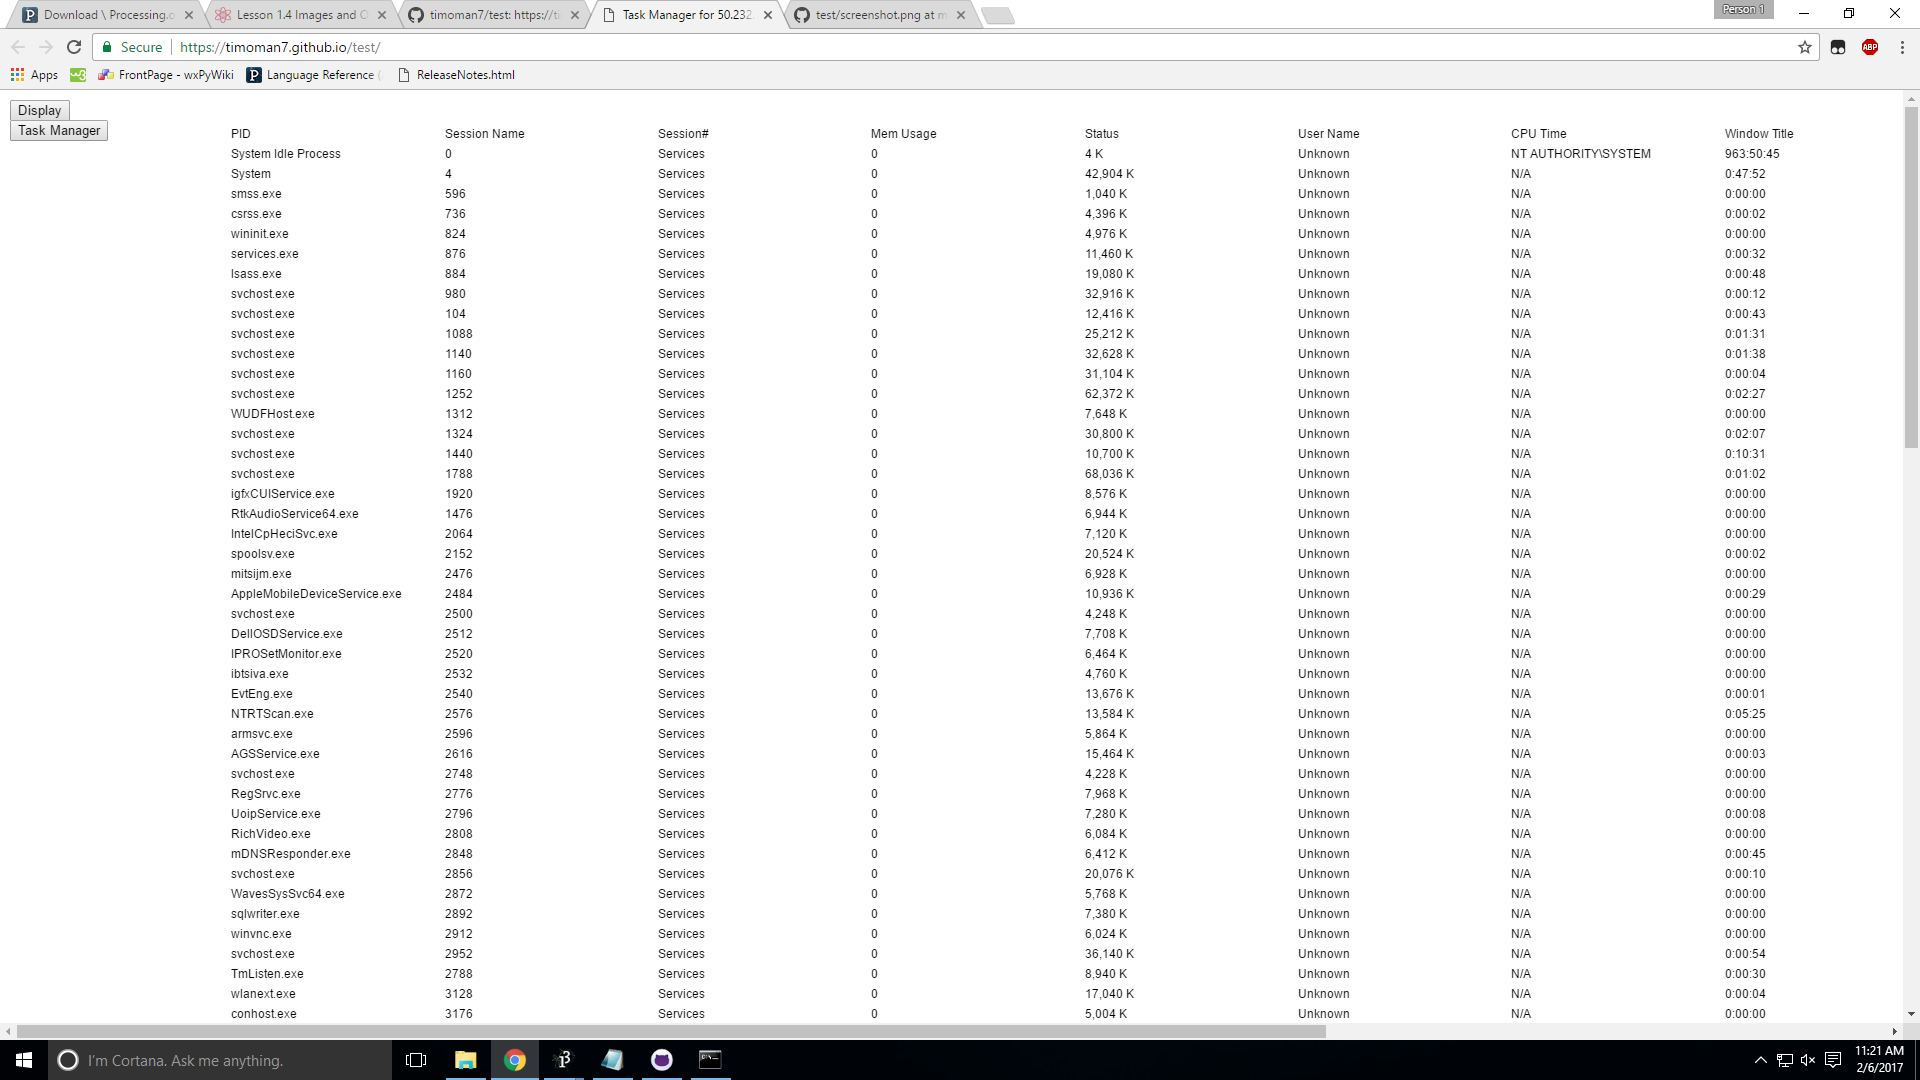 Download \ Processing.o
Lesson 1.4 Images and O
timoman7/test: https://ti
Task Manager for 50.232
test/screenshot.png at m
Person 1
Secure https://timoman7.github.io/test/
ABP
Apps w3 FrontPage - wxPyWiki Language Reference ( ReleaseNotes.html
Display
Task Manager
PID Session Name Session# Mem Usage Status User Name CPU Time Window Title
System Idle Process 0 Services 0 4 K Unknown NT AUTHORITY\SYSTEM 963:50:45
System 4 Services 0 42,904 K Unknown N/A 0:47:52
smss.exe 596 Services 0 1,040 K Unknown N/A 0:00:00
csrss.exe 736 Services 0 4,396 K Unknown N/A 0:00:02
wininit.exe 824 Services 0 4,976 K Unknown N/A 0:00:00
services.exe 876 Services 0 11,460 K Unknown N/A 0:00:32
lsass.exe 884 Services 0 19,080 K Unknown N/A 0:00:48
svchost.exe 980 Services 0 32,916 K Unknown N/A 0:00:12
svchost.exe 104 Services 0 12,416 K Unknown N/A 0:00:43
svchost.exe 1088 Services 0 25,212 K Unknown N/A 0:01:31
svchost.exe 1140 Services 0 32,628 K Unknown N/A 0:01:38
svchost.exe 1160 Services 0 31,104 K Unknown N/A 0:00:04
svchost.exe 1252 Services 0 62,372 K Unknown N/A 0:02:27
WUDFHost.exe 1312 Services 0 7,648 K Unknown N/A 0:00:00
svchost.exe 1324 Services 0 30,800 K Unknown N/A 0:02:07
svchost.exe 1440 Services 0 10,700 K Unknown N/A 0:10:31
svchost.exe 1788 Services 0 68,036 K Unknown N/A 0:01:02
igfxCUIService.exe 1920 Services 0 8,576 K Unknown N/A 0:00:00
RtkAudioService64.exe 1476 Services 0 6,944 K Unknown N/A 0:00:00
IntelCpHeciSvc.exe 2064 Services 0 7,120 K Unknown N/A 0:00:00
spoolsv.exe 2152 Services 0 20,524 K Unknown N/A 0:00:02
mitsijm.exe 2476 Services 0 6,928 K Unknown N/A 0:00:00
AppleMobileDeviceService.exe 2484 Services 0 10,936 K Unknown N/A 0:00:29
svchost.exe 2500 Services 0 4,248 K Unknown N/A 0:00:00
DellOSDService.exe 2512 Services 0 7,708 K Unknown N/A 0:00:00
IPROSetMonitor.exe 2520 Services 0 6,464 K Unknown N/A 0:00:00
ibtsiva.exe 2532 Services 0 4,760 K Unknown N/A 0:00:00
EvtEng.exe 2540 Services 0 13,676 K Unknown N/A 0:00:01
NTRTScan.exe 2576 Services 0 13,584 K Unknown N/A 0:05:25
armsvc.exe 2596 Services 0 5,864 K Unknown N/A 0:00:00
AGSService.exe 2616 Services 0 15,464 K Unknown N/A 0:00:03
svchost.exe 2748 Services 0 4,228 K Unknown N/A 0:00:00
RegSrvc.exe 2776 Services 0 7,968 K Unknown N/A 0:00:00
UoipService.exe 2796 Services 0 7,280 K Unknown N/A 0:00:08
RichVideo.exe 2808 Services 0 6,084 K Unknown N/A 0:00:00
mDNSResponder.exe 2848 Services 0 6,412 K Unknown N/A 0:00:45
svchost.exe 2856 Services 0 20,076 K Unknown N/A 0:00:10
WavesSysSvc64.exe 2872 Services 0 5,768 K Unknown N/A 0:00:00
sqlwriter.exe 2892 Services 0 7,380 K Unknown N/A 0:00:00
winvnc.exe 2912 Services 0 6,024 K Unknown N/A 0:00:00
svchost.exe 2952 Services 0 36,140 K Unknown N/A 0:00:54
TmListen.exe 2788 Services 0 8,940 K Unknown N/A 0:00:30
wlanext.exe 3128 Services 0 17,040 K Unknown N/A 0:00:04
conhost.exe 3176 Services 0 5,004 K Unknown N/A 0:00:00
I'm Cortana. Ask me anything.
11:21 AM
2/6/2017